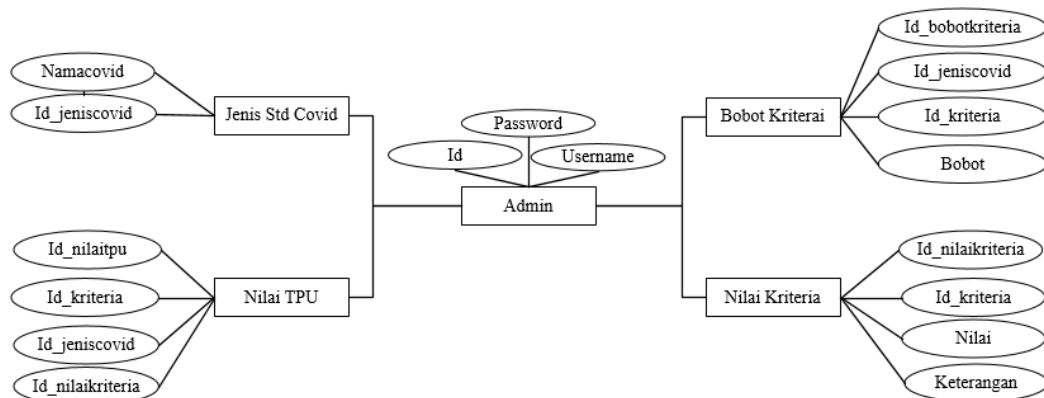 Id_bobotkriteria
Namacovid
Id_jeniscovid
Id_jeniscovid
Jenis Std Covid
Bobot Kriterai
Id_kriteria
Password
Id
Username
Bobot
Admin
Id_nilaitpu
Id_nilaikriteria
Id_kriteria
Nilai TPU
Nilai Kriteria
Id_kriteria
Id_jeniscovid
Nilai
Id_nilaikriteria
Keterangan